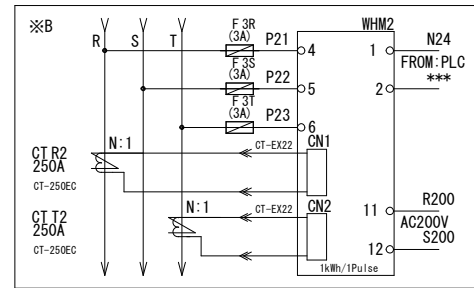 ※B
R S T
F 3R
(3A)
P21
4
F 3S
(3A)
P22
5
F 3T
(3A)
P23
6
WHM2
1
N24
FROM:PLC
2
***
CT R2
250A
CT-250EC
N:1
CT-EX22
CN1
CT T2
250A
CT-250EC
N:1
CT-EX22
CN2
11
R200
AC200V
12
S200
1kWh/1Pulse